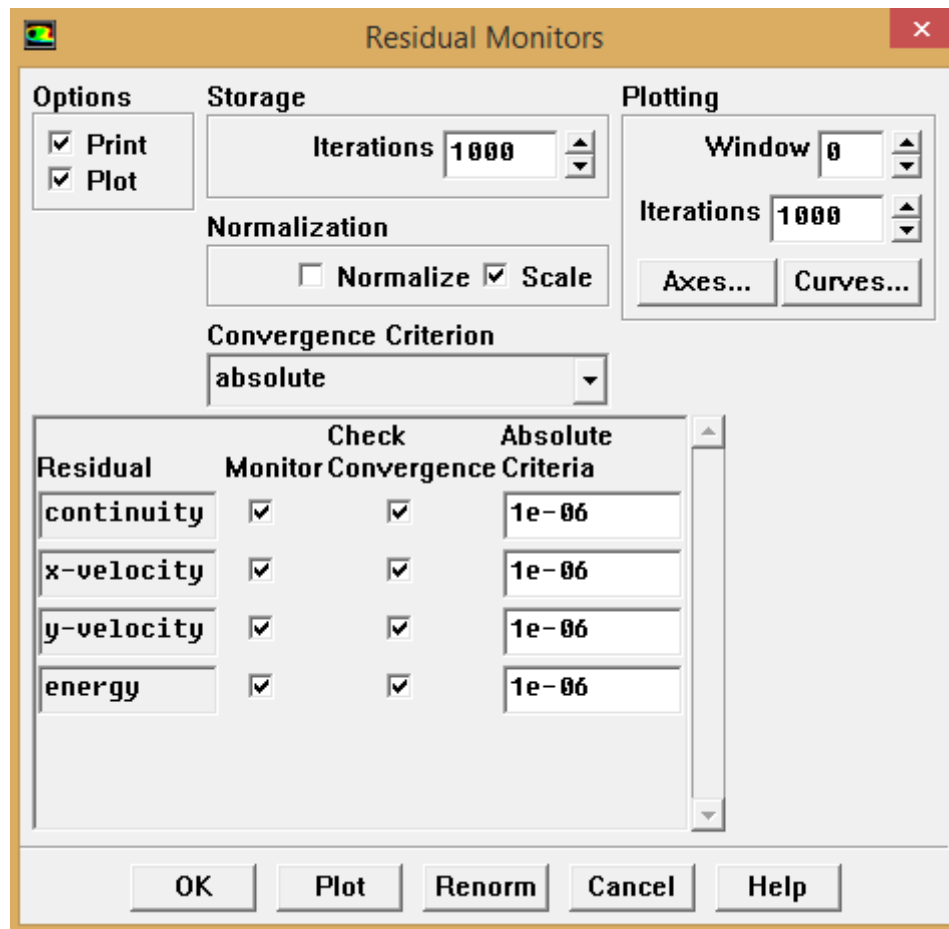 Residual Monitors
Options
Print
Plot
Storage
Iterations 1000
Normalization
Normalize Scale
Convergence Criterion
absolute
Plotting
Window 0
Iterations 1000
Axes... Curves...
Residual Monitor Check Convergence Absolute Criteria
continuity 1e-06
x-velocity 1e-06
y-velocity 1e-06
energy 1e-06
OK Plot Renorm Cancel Help